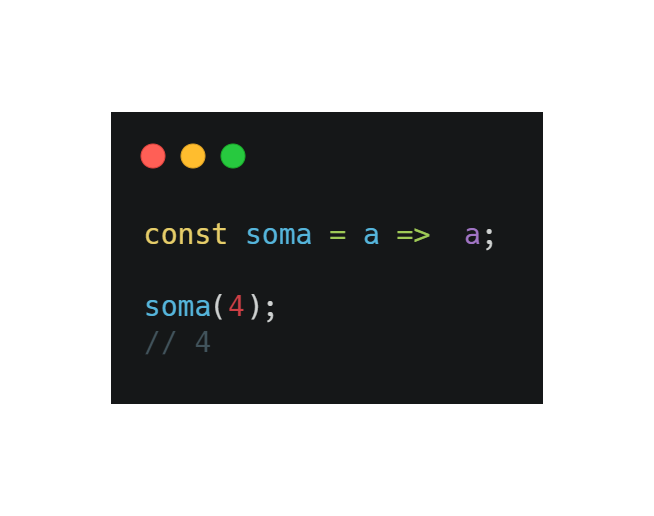 const soma = a =>  a;
soma(4);
// 4